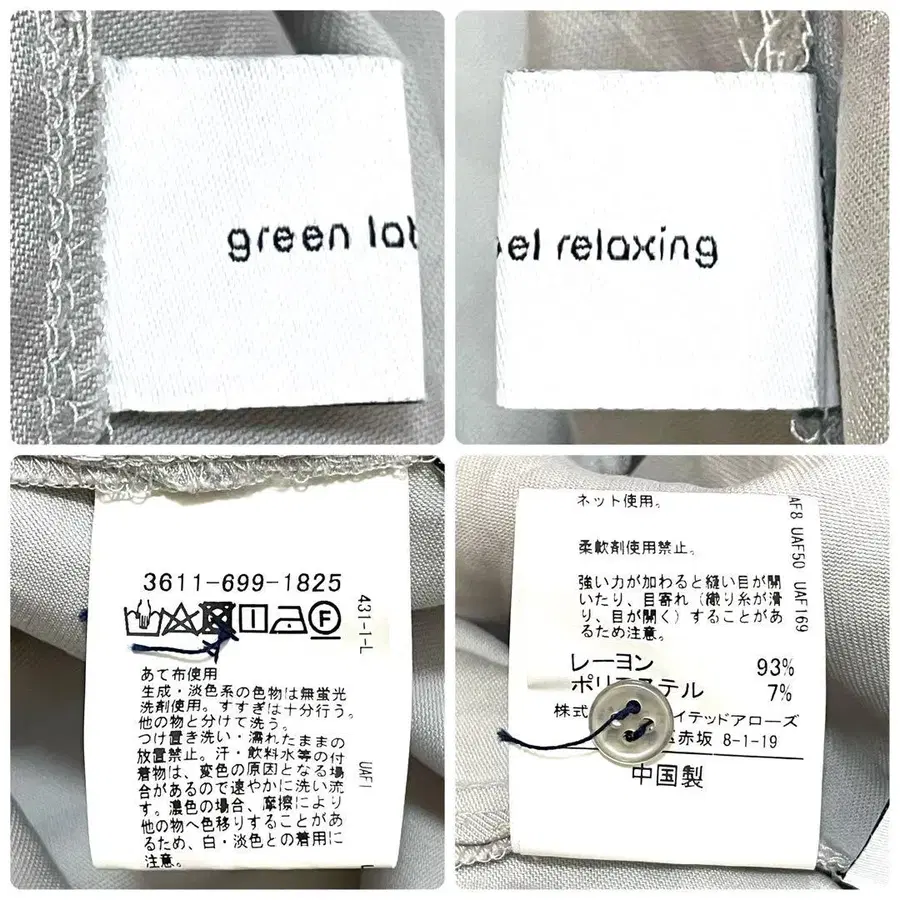 green lab
bel relaxing
3611-699-1825
431-1-L
あて布使用
生成・淡色系の色物は無蛍光
洗剤使用。すすぎは十分行う。
他の物と分けて洗う。
つけ置き洗い・濡れたままの
放置禁止。汗・飲料水等の付
着物は、変色の原因となる場
合があるので速やかに洗い流
す。濃色の場合、摩擦により
他の物へ色移りすることがあ
るため、白・淡色との着用に
注意。
UAF1
ネット使用。
柔軟剤使用禁止。
強い力が加わると縫い目が開
いたり、目寄れ（織り糸が滑
り、目が開く）することがあ
るため注意。
レーヨン 93%
ポリエステル 7%
株式 イテッドアローズ
赤坂 8-1-19
中国製
AF8 UAF50 UAF169